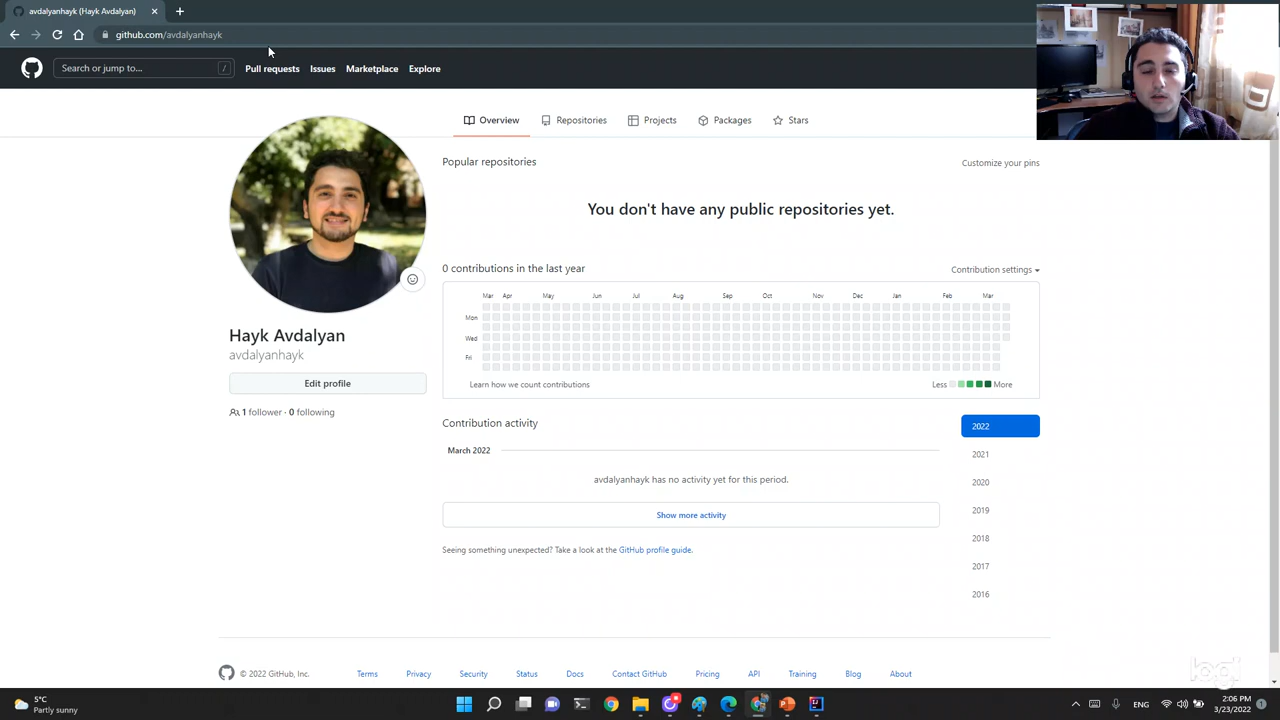 avdalyanhayk (Hayk Avdalyan)
github.com/avdalyanhayk
Search or jump to... /
Pull requests Issues Marketplace Explore
Overview Repositories Projects Packages Stars
Popular repositories Customize your pins
You don't have any public repositories yet.
0 contributions in the last year Contribution settings
Mar Apr May Jun Jul Aug Sep Oct Nov Dec Jan Feb Mar
Mon
Wed
Fri
Learn how we count contributions Less More
Hayk Avdalyan
avdalyanhayk
Edit profile
1 follower · 0 following
Contribution activity
March 2022
avdalyanhayk has no activity yet for this period.
Show more activity
Seeing something unexpected? Take a look at the GitHub profile guide.
2022
2021
2020
2019
2018
2017
2016
© 2022 GitHub, Inc. Terms Privacy Security Status Docs Contact GitHub Pricing API Training Blog About
logi
5°C
Partly sunny
ENG
2:06 PM
3/23/2022